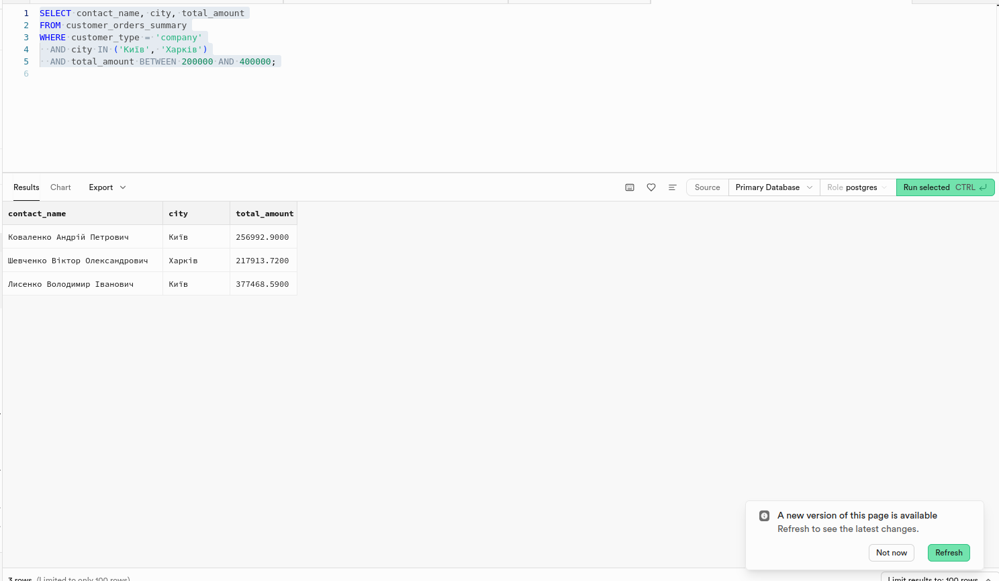 1 SELECT contact_name, city, total_amount
2 FROM customer_orders_summary
3 WHERE customer_type = 'company'
4 AND city IN ('Київ', 'Харків')
5 AND total_amount BETWEEN 200000 AND 400000;
6
Results Chart Export Source Primary Database Role postgres Run selected CTRL
contact_name city total_amount
Коваленко Андрій Петрович Київ 256992.9000
Шевченко Віктор Олександрович Харків 217913.7200
Лисенко Володимир Іванович Київ 377468.5900
A new version of this page is available
Refresh to see the latest changes.
Not now Refresh
3 rows (Limited to only 100 rows) Limit results to: 100 rows